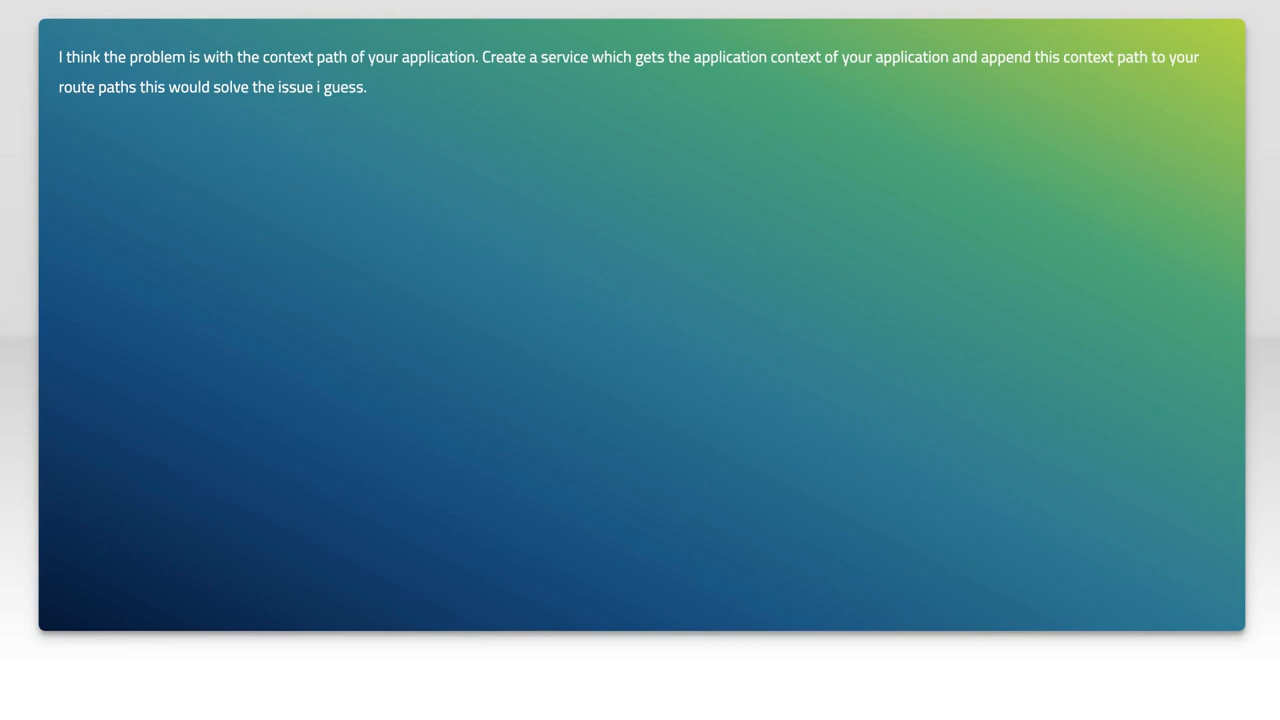 I think the problem is with the context path of your application. Create a service which gets the application context of your application and append this context path to your
route paths this would solve the issue i guess.